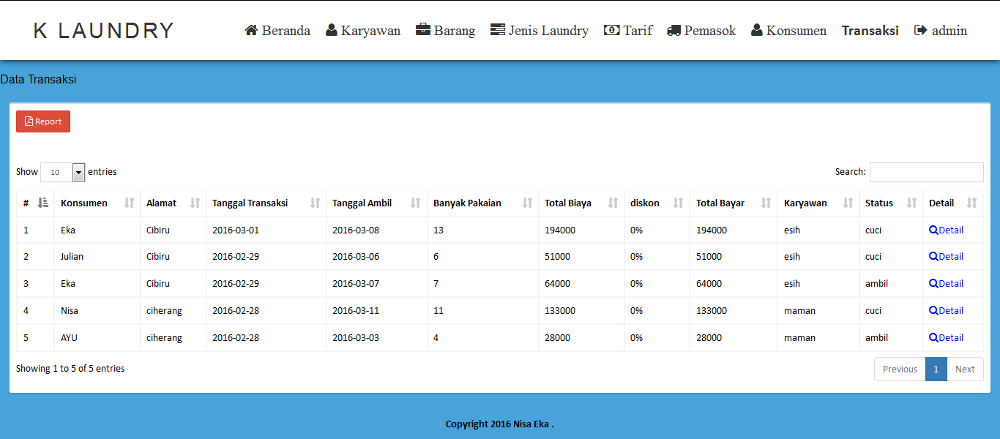 K LAUNDRY Beranda Karyawan Barang Jenis Laundry Tarif Pemasok Konsumen Transaksi admin
Data Transaksi
Report
Show 10 entries Search:
# Konsumen Alamat Tanggal Transaksi Tanggal Ambil Banyak Pakaian Total Biaya diskon Total Bayar Karyawan Status Detail
1 Eka Cibiru 2016-03-01 2016-03-08 13 194000 0% 194000 esih cuci Detail
2 Julian Cibiru 2016-02-29 2016-03-06 6 51000 0% 51000 esih cuci Detail
3 Eka Cibiru 2016-02-29 2016-03-07 7 64000 0% 64000 esih ambil Detail
4 Nisa ciherang 2016-02-28 2016-03-11 11 133000 0% 133000 maman cuci Detail
5 AYU ciherang 2016-02-28 2016-03-03 4 28000 0% 28000 maman ambil Detail
Showing 1 to 5 of 5 entries Previous 1 Next
Copyright 2016 Nisa Eka .